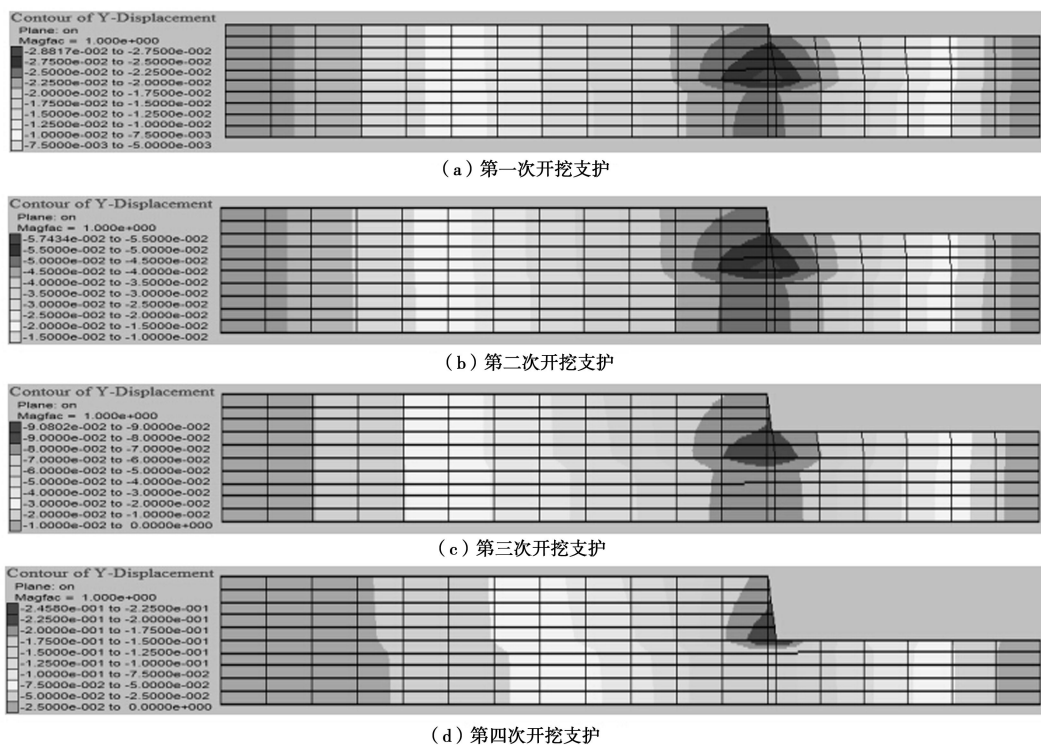 Contour of Y-Displacement
Plane: on
Magfac = 1.000e+000
-2.8817e-002 to -2.7500e-002
-2.7500e-002 to -2.5000e-002
-2.5000e-002 to -2.2500e-002
-2.2500e-002 to -2.0000e-002
-2.0000e-002 to -1.7500e-002
-1.7500e-002 to -1.5000e-002
-1.5000e-002 to -1.2500e-002
-1.2500e-002 to -1.0000e-002
-1.0000e-002 to -7.5000e-003
-7.5000e-003 to -5.0000e-003
（a）第一次开挖支护
Contour of Y-Displacement
Plane: on
Magfac = 1.000e+000
-5.7434e-002 to -5.5000e-002
-5.5000e-002 to -5.0000e-002
-5.0000e-002 to -4.5000e-002
-4.5000e-002 to -4.0000e-002
-4.0000e-002 to -3.5000e-002
-3.5000e-002 to -3.0000e-002
-3.0000e-002 to -2.5000e-002
-2.5000e-002 to -2.0000e-002
-2.0000e-002 to -1.5000e-002
-1.5000e-002 to -1.0000e-002
（b）第二次开挖支护
Contour of Y-Displacement
Plane: on
Magfac = 1.000e+000
-9.0802e-002 to -9.0000e-002
-9.0000e-002 to -8.0000e-002
-8.0000e-002 to -7.0000e-002
-7.0000e-002 to -6.0000e-002
-6.0000e-002 to -5.0000e-002
-5.0000e-002 to -4.0000e-002
-4.0000e-002 to -3.0000e-002
-3.0000e-002 to -2.0000e-002
-2.0000e-002 to -1.0000e-002
-1.0000e-002 to 0.0000e+000
（c）第三次开挖支护
Contour of Y-Displacement
Plane: on
Magfac = 1.000e+000
-2.4580e-001 to -2.2500e-001
-2.2500e-001 to -2.0000e-001
-2.0000e-001 to -1.7500e-001
-1.7500e-001 to -1.5000e-001
-1.5000e-001 to -1.2500e-001
-1.2500e-001 to -1.0000e-001
-1.0000e-001 to -7.5000e-002
-7.5000e-002 to -5.0000e-002
-5.0000e-002 to -2.5000e-002
-2.5000e-002 to 0.0000e+000
（d）第四次开挖支护